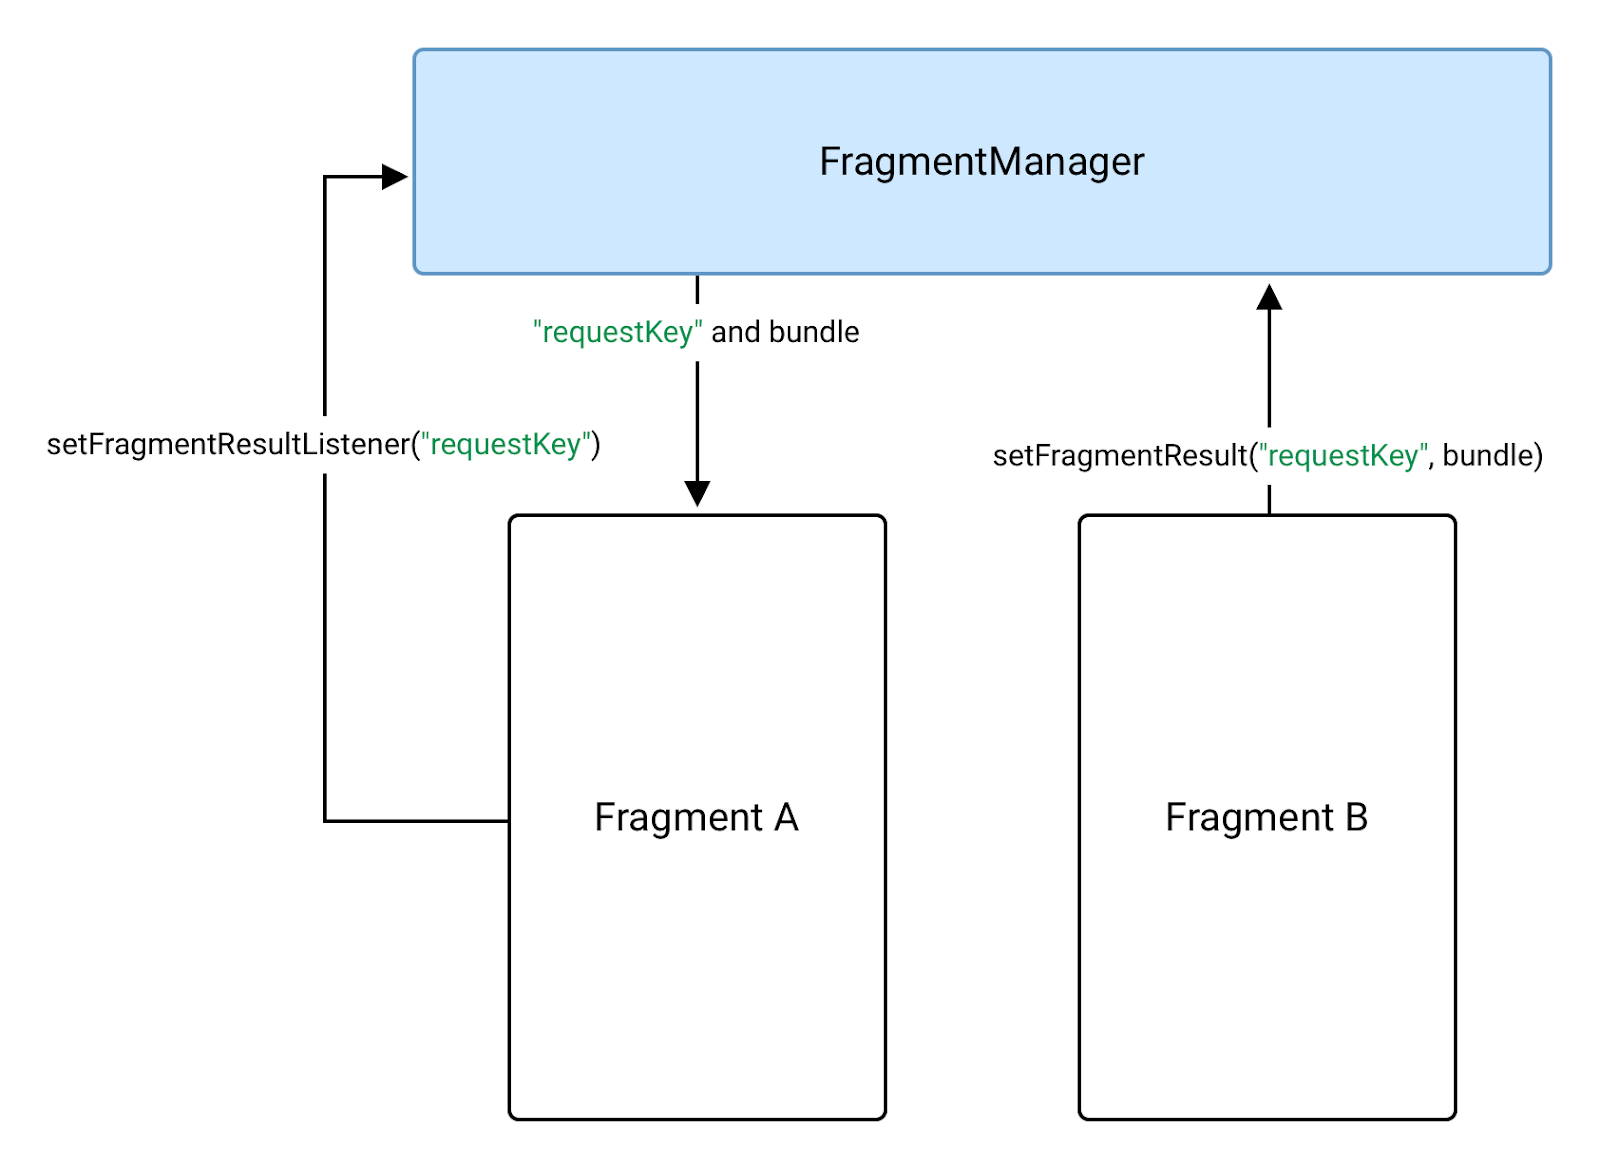 FragmentManager
"requestKey" and bundle
setFragmentResultListener("requestKey")
setFragmentResult("requestKey", bundle)
Fragment A
Fragment B